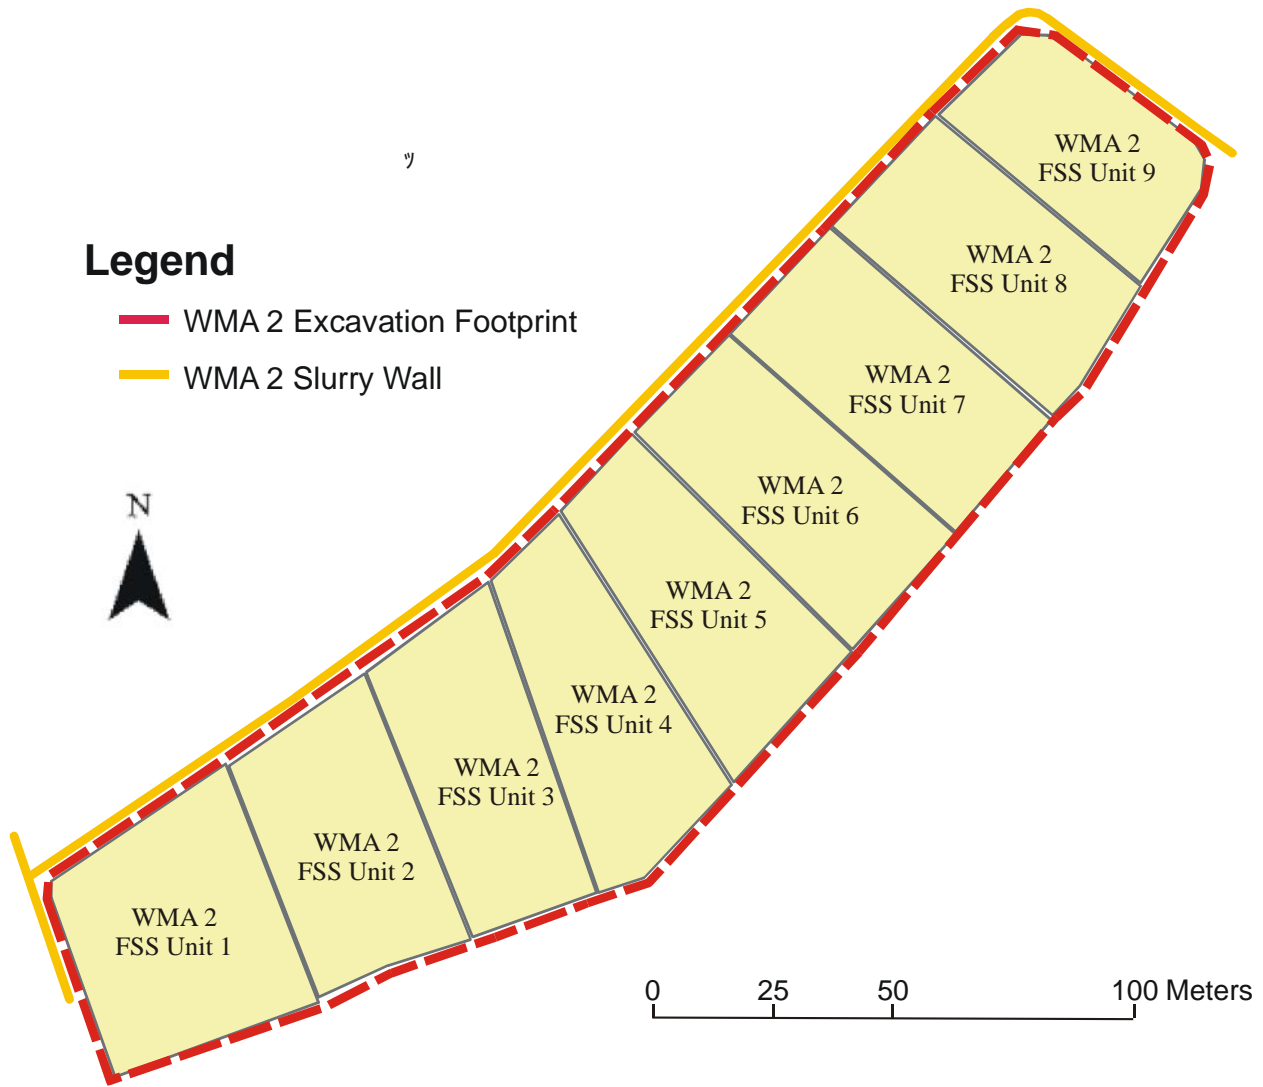 ッ
Legend
WMA 2 Excavation Footprint
WMA 2 Slurry Wall
N
WMA 2
FSS Unit 9
WMA 2
FSS Unit 8
WMA 2
FSS Unit 7
WMA 2
FSS Unit 6
WMA 2
FSS Unit 5
WMA 2
FSS Unit 4
WMA 2
FSS Unit 3
WMA 2
FSS Unit 2
WMA 2
FSS Unit 1
0 25 50 100 Meters